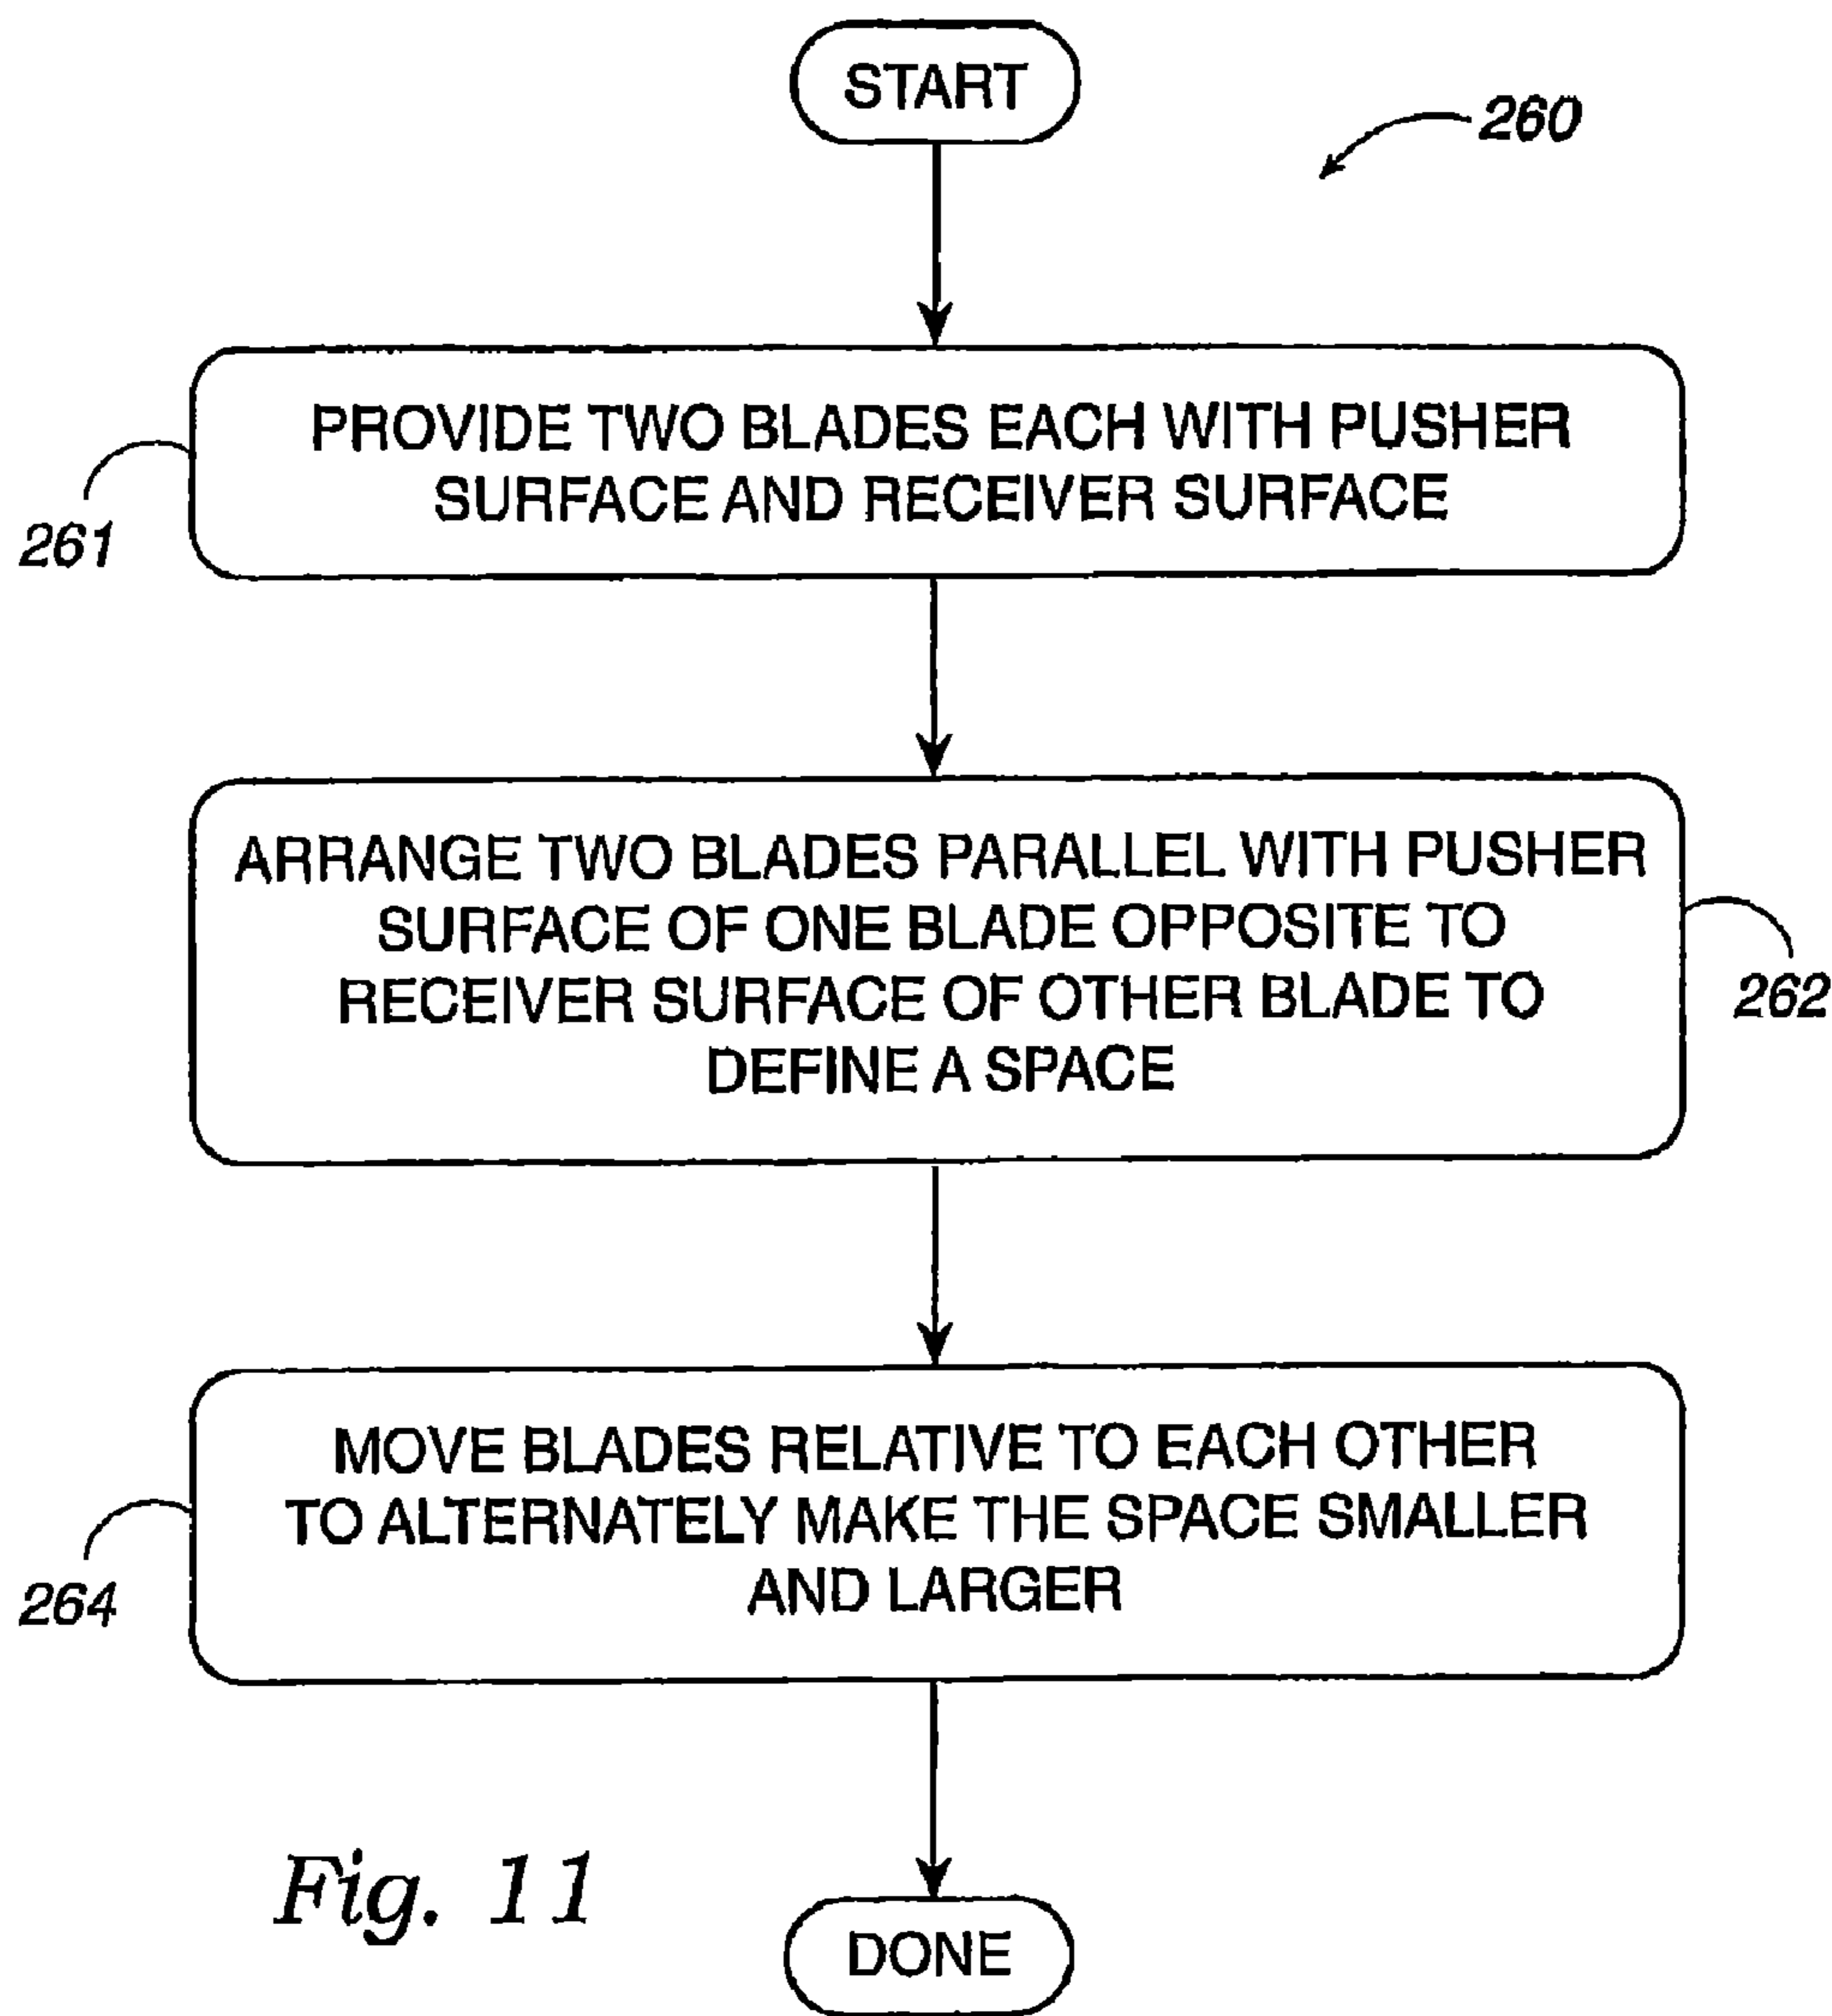 START
260
PROVIDE TWO BLADES EACH WITH PUSHER
SURFACE AND RECEIVER SURFACE
261
ARRANGE TWO BLADES PARALLEL WITH PUSHER
SURFACE OF ONE BLADE OPPOSITE TO
RECEIVER SURFACE OF OTHER BLADE TO
DEFINE A SPACE
262
MOVE BLADES RELATIVE TO EACH OTHER
TO ALTERNATELY MAKE THE SPACE SMALLER
AND LARGER
264
Fig. 11
DONE